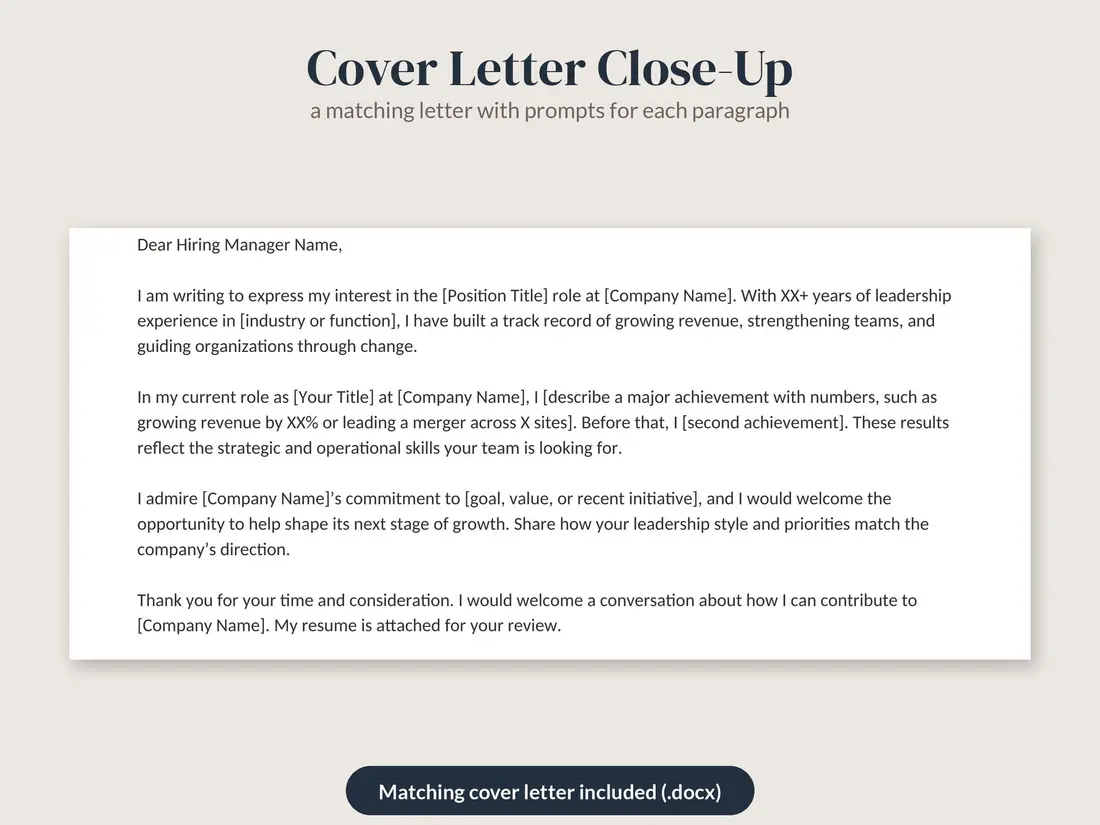 Cover Letter Close-Up
a matching letter with prompts for each paragraph
Dear Hiring Manager Name,
I am writing to express my interest in the [Position Title] role at [Company Name]. With XX+ years of leadership
experience in [industry or function], I have built a track record of growing revenue, strengthening teams, and
guiding organizations through change.
In my current role as [Your Title] at [Company Name], I [describe a major achievement with numbers, such as
growing revenue by XX% or leading a merger across X sites]. Before that, I [second achievement]. These results
reflect the strategic and operational skills your team is looking for.
I admire [Company Name]’s commitment to [goal, value, or recent initiative], and I would welcome the
opportunity to help shape its next stage of growth. Share how your leadership style and priorities match the
company’s direction.
Thank you for your time and consideration. I would welcome a conversation about how I can contribute to
[Company Name]. My resume is attached for your review.
Matching cover letter included (.docx)